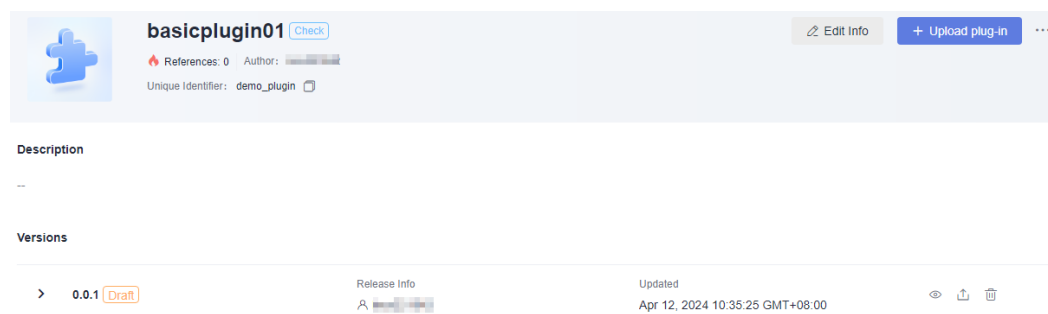 basicplugin01 Check
Edit Info
+ Upload plug-in
References: 0 Author:
Unique Identifier: demo_plugin
Description
--
Versions
Release Info
Updated
0.0.1 Draft
Apr 12, 2024 10:35:25 GMT+08:00